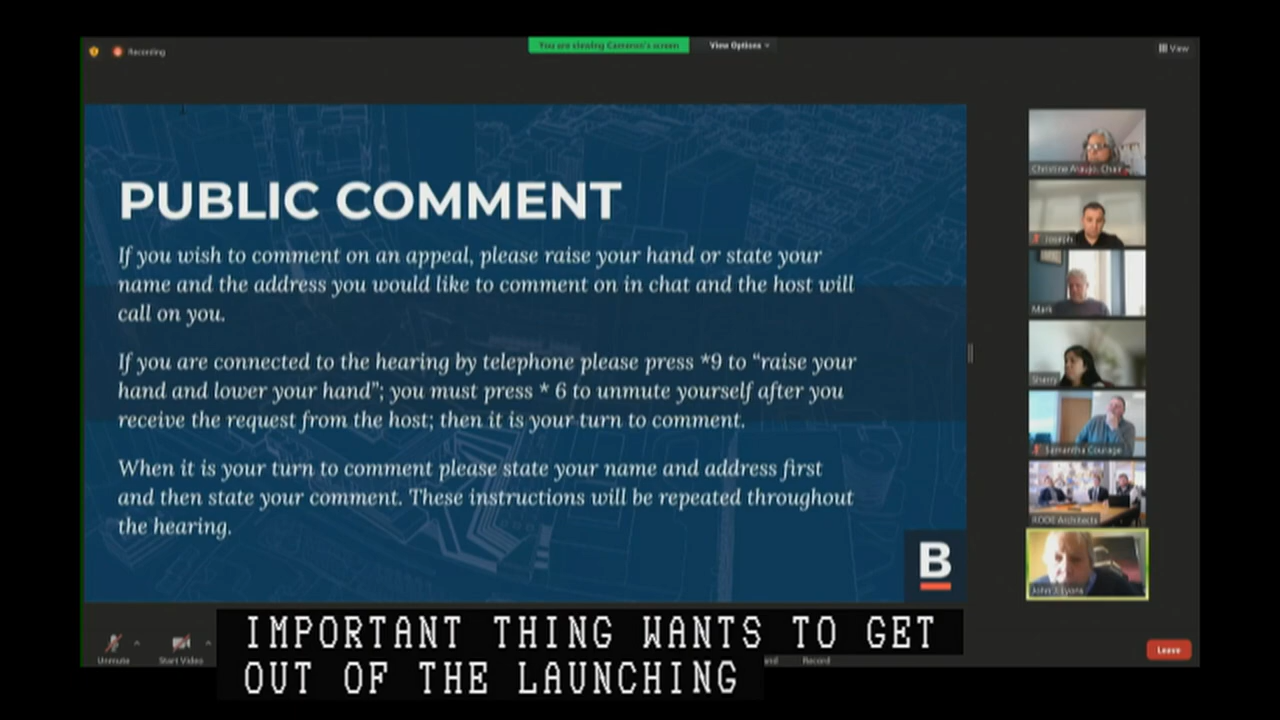 Recording
You are viewing Cameron's screen
View Options
View
PUBLIC COMMENT
If you wish to comment on an appeal, please raise your hand or state your
name and the address you would like to comment on in chat and the host will
call on you.
If you are connected to the hearing by telephone please press *9 to “raise your
hand and lower your hand”; you must press * 6 to unmute yourself after you
receive the request from the host; then it is your turn to comment.
When it is your turn to comment please state your name and address first
and then state your comment. These instructions will be repeated throughout
the hearing.
B
Christine Araujo, Chair
Joseph
Mark
Sherry
Samantha Courage
Architects
John
Unmute
Start Video
Record
Leave
IMPORTANT THING WANTS TO GET
OUT OF THE LAUNCHING